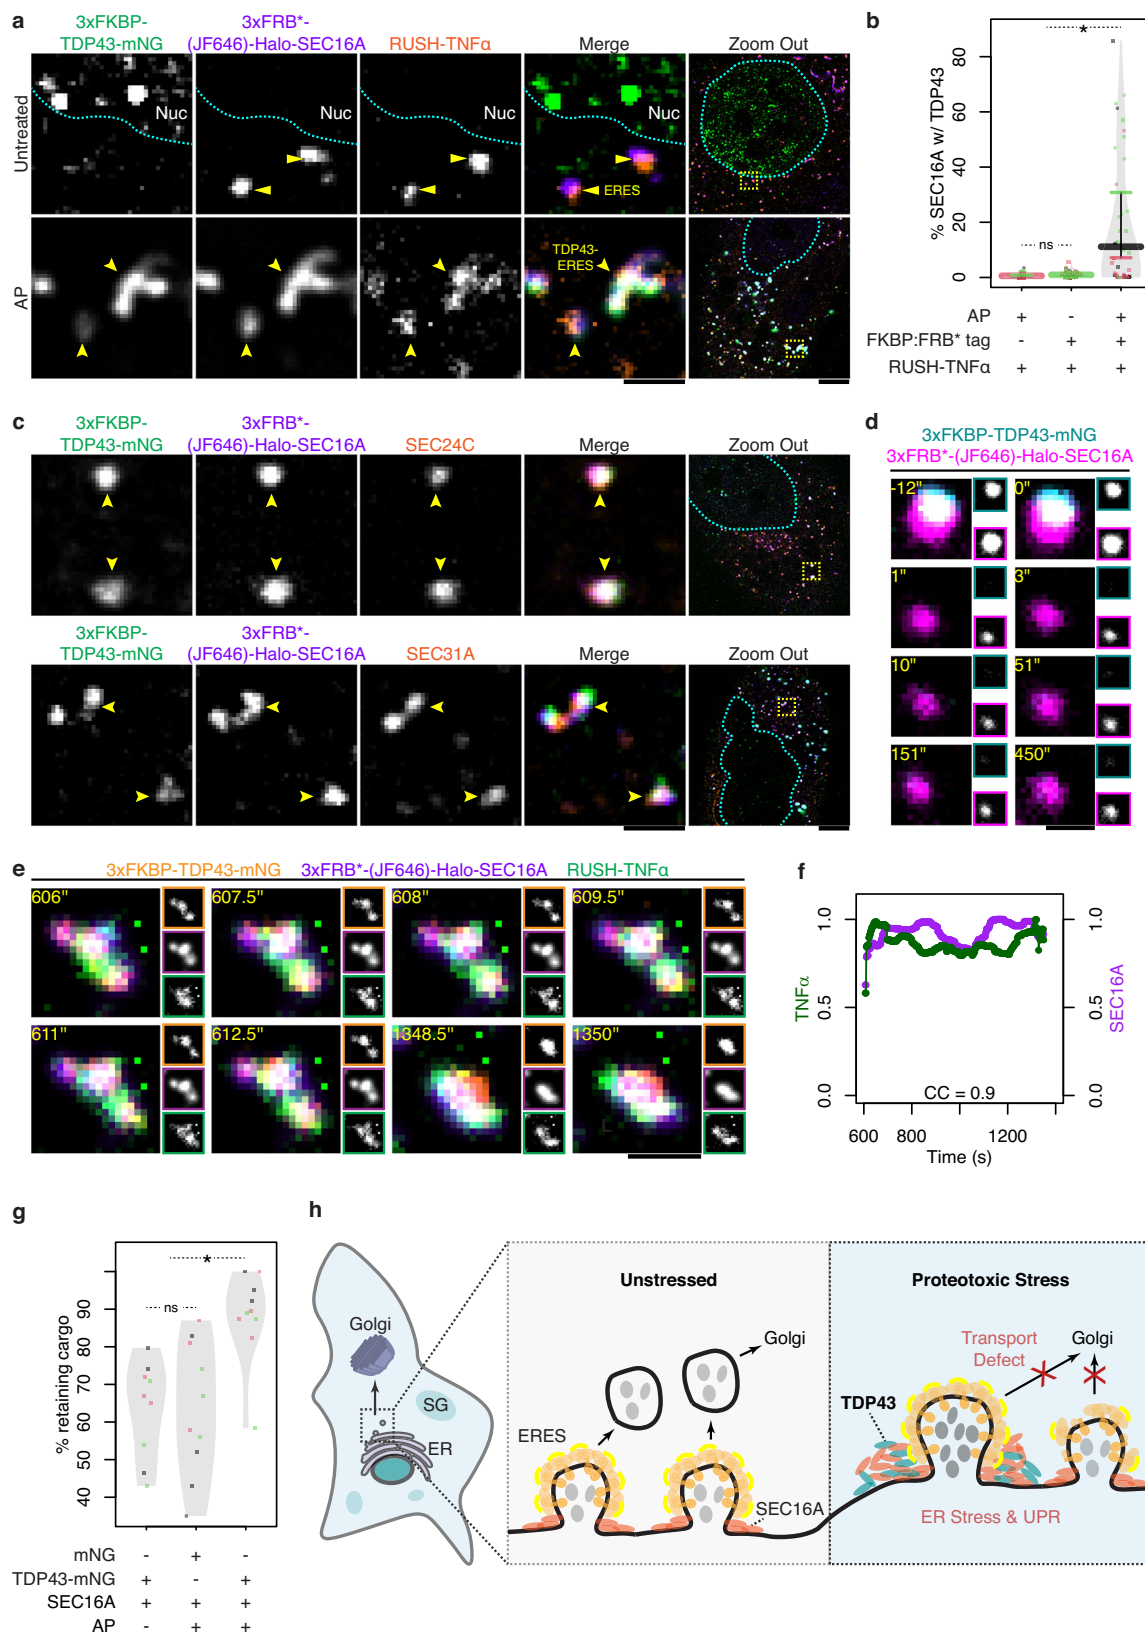 a
3xFKBP-
TDP43-mNG
3xFRB*-
(JF646)-Halo-SEC16A
RUSH-TNFα
Merge
Zoom Out
Untreated
Nuc
Nuc
Nuc
Nuc
ERES
AP
TDP43-
ERES
b
% SEC16A w/ TDP43
80
60
40
20
0
*
ns
AP + - +
FKBP:FRB* tag - + +
RUSH-TNFα + + +
c
3xFKBP-
TDP43-mNG
3xFRB*-
(JF646)-Halo-SEC16A
SEC24C
Merge
Zoom Out
3xFKBP-
TDP43-mNG
3xFRB*-
(JF646)-Halo-SEC16A
SEC31A
Merge
Zoom Out
d
3xFKBP-TDP43-mNG
3xFRB*-(JF646)-Halo-SEC16A
-12" 0"
1" 3"
10" 51"
151" 450"
e
3xFKBP-TDP43-mNG 3xFRB*-(JF646)-Halo-SEC16A RUSH-TNFα
606" 607.5" 608" 609.5"
611" 612.5" 1348.5" 1350"
f
TNFα
1.0
0.5
0.0
1.0
0.5
0.0
SEC16A
CC = 0.9
600 800 1200
Time (s)
g
% retaining cargo
90
80
70
60
50
40
*
ns
mNG - + -
TDP43-mNG + - +
SEC16A + + +
AP - + +
h
Golgi
SG
ER
Unstressed
Golgi
ERES
SEC16A
Proteotoxic Stress
Transport
Defect
Golgi
TDP43
ER Stress & UPR